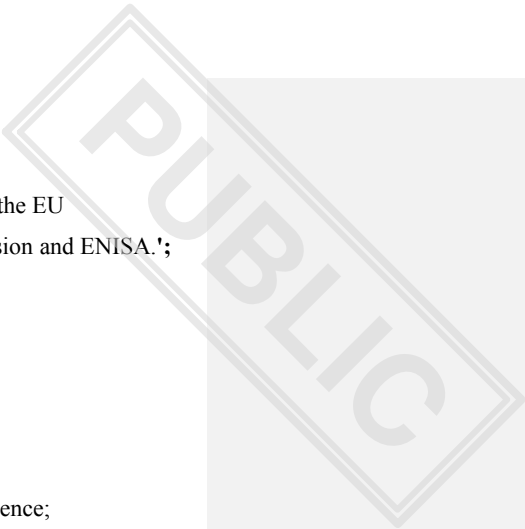 the EU
sion and ENISA.';
PUBLIC
ence;